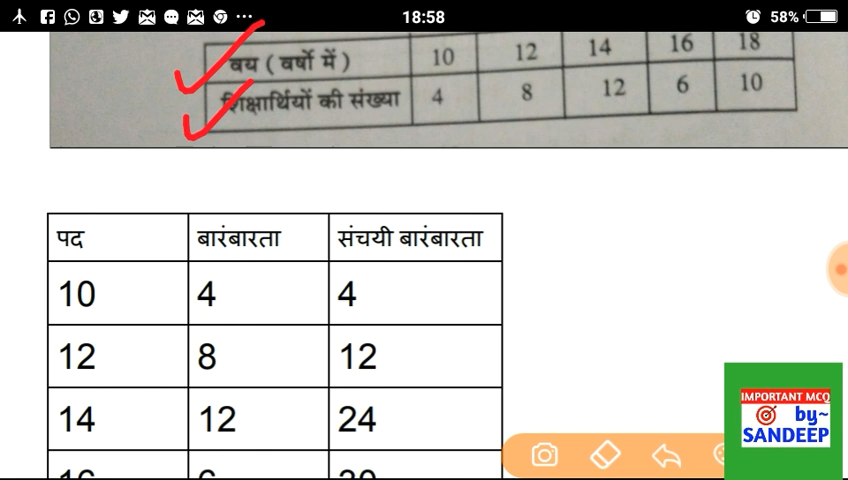 18:58
58%
वय ( वर्षो में ) 10 12 14 16 18
शिक्षार्थियों की संख्या 4 8 12 6 10
पद बारंबारता संचयी बारंबारता
10 4 4
12 8 12
14 12 24
IMPORTANT MCQ
by~
SANDEEP